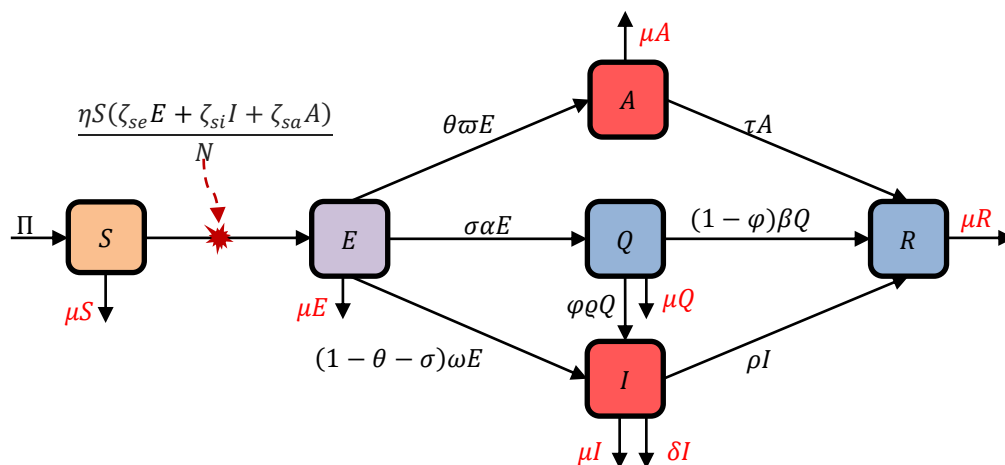 μA
A
ηS(ζ_{se}E + ζ_{si}I + ζ_{sa}A)
N
θϖE
τA
Π
S
E
σαE
Q
(1 − φ)βQ
R
μR
μS
μE
φϱQ
μQ
(1 − θ − σ)ωE
I
ρI
μI
δI